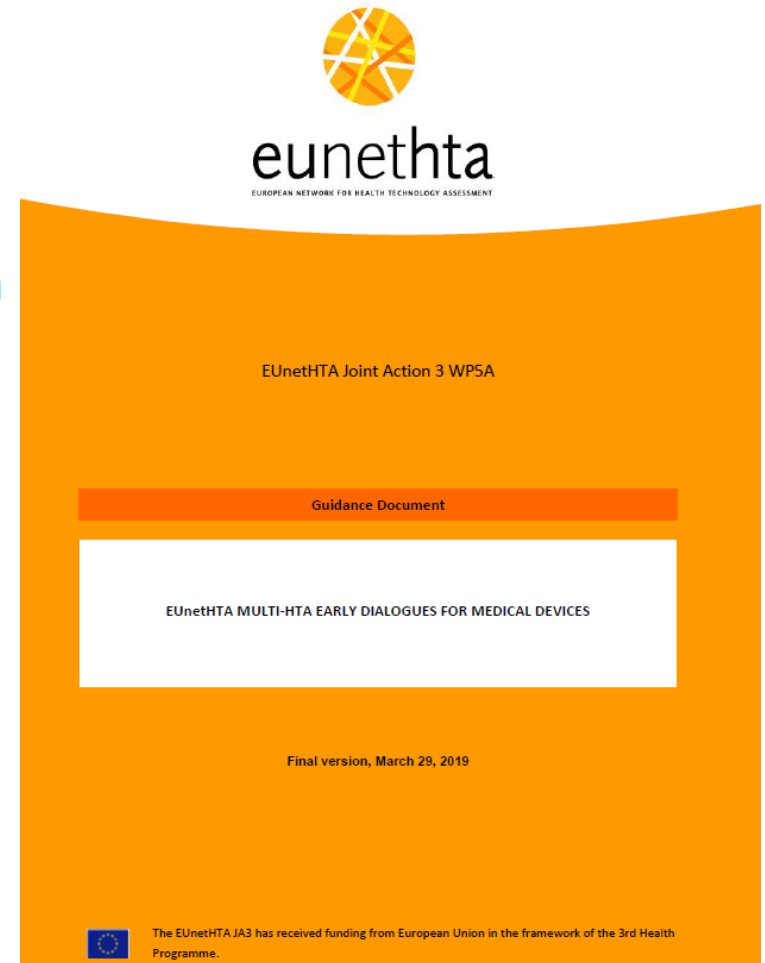 eunethta
EUROPEAN NETWORK FOR HEALTH TECHNOLOGY ASSESSMENT
EUnetHTA Joint Action 3 WP5A
Guidance Document
EUnetHTA MULTI-HTA EARLY DIALOGUES FOR MEDICAL DEVICES
Final version, March 29, 2019
The EUnetHTA JA3 has received funding from European Union in the framework of the 3rd Health
Programme.